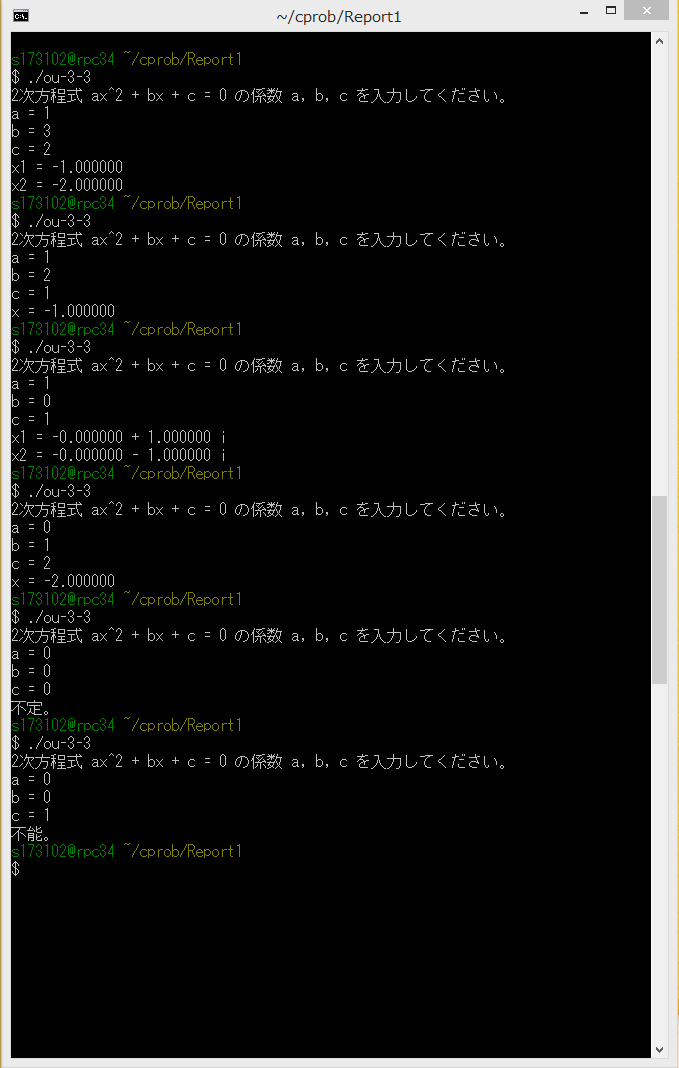 ~/cprob/Report1
s173102@rpc34 ~/cprob/Report1
$ ./ou-3-3
2次方程式 ax^2 + bx + c = 0 の係数 a, b, c を入力してください。
a = 1
b = 3
c = 2
x1 = -1.000000
x2 = -2.000000
s173102@rpc34 ~/cprob/Report1
$ ./ou-3-3
2次方程式 ax^2 + bx + c = 0 の係数 a, b, c を入力してください。
a = 1
b = 2
c = 1
x = -1.000000
s173102@rpc34 ~/cprob/Report1
$ ./ou-3-3
2次方程式 ax^2 + bx + c = 0 の係数 a, b, c を入力してください。
a = 1
b = 0
c = 1
x1 = -0.000000 + 1.000000 i
x2 = -0.000000 - 1.000000 i
s173102@rpc34 ~/cprob/Report1
$ ./ou-3-3
2次方程式 ax^2 + bx + c = 0 の係数 a, b, c を入力してください。
a = 0
b = 1
c = 2
x = -2.000000
s173102@rpc34 ~/cprob/Report1
$ ./ou-3-3
2次方程式 ax^2 + bx + c = 0 の係数 a, b, c を入力してください。
a = 0
b = 0
c = 0
不定。
s173102@rpc34 ~/cprob/Report1
$ ./ou-3-3
2次方程式 ax^2 + bx + c = 0 の係数 a, b, c を入力してください。
a = 0
b = 0
c = 1
不能。
s173102@rpc34 ~/cprob/Report1
$